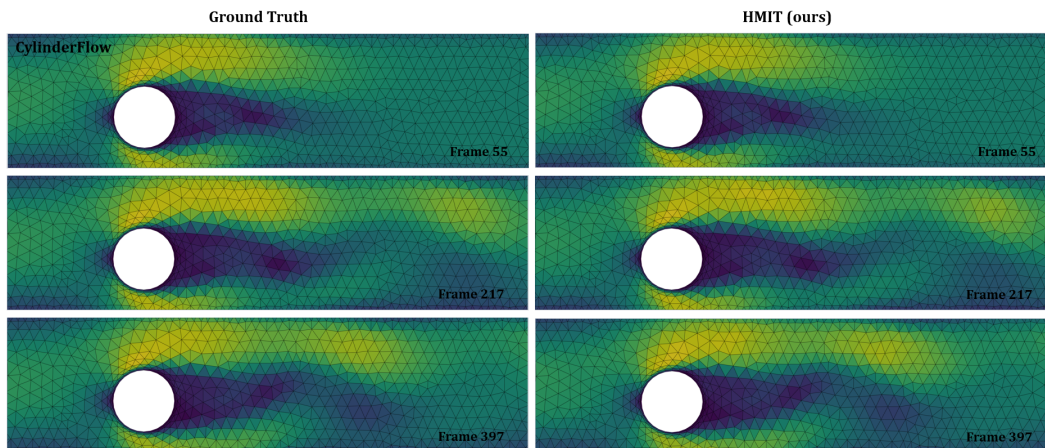 Ground Truth
HMIT (ours)
CylinderFlow
Frame 55
Frame 55
Frame 217
Frame 217
Frame 397
Frame 397